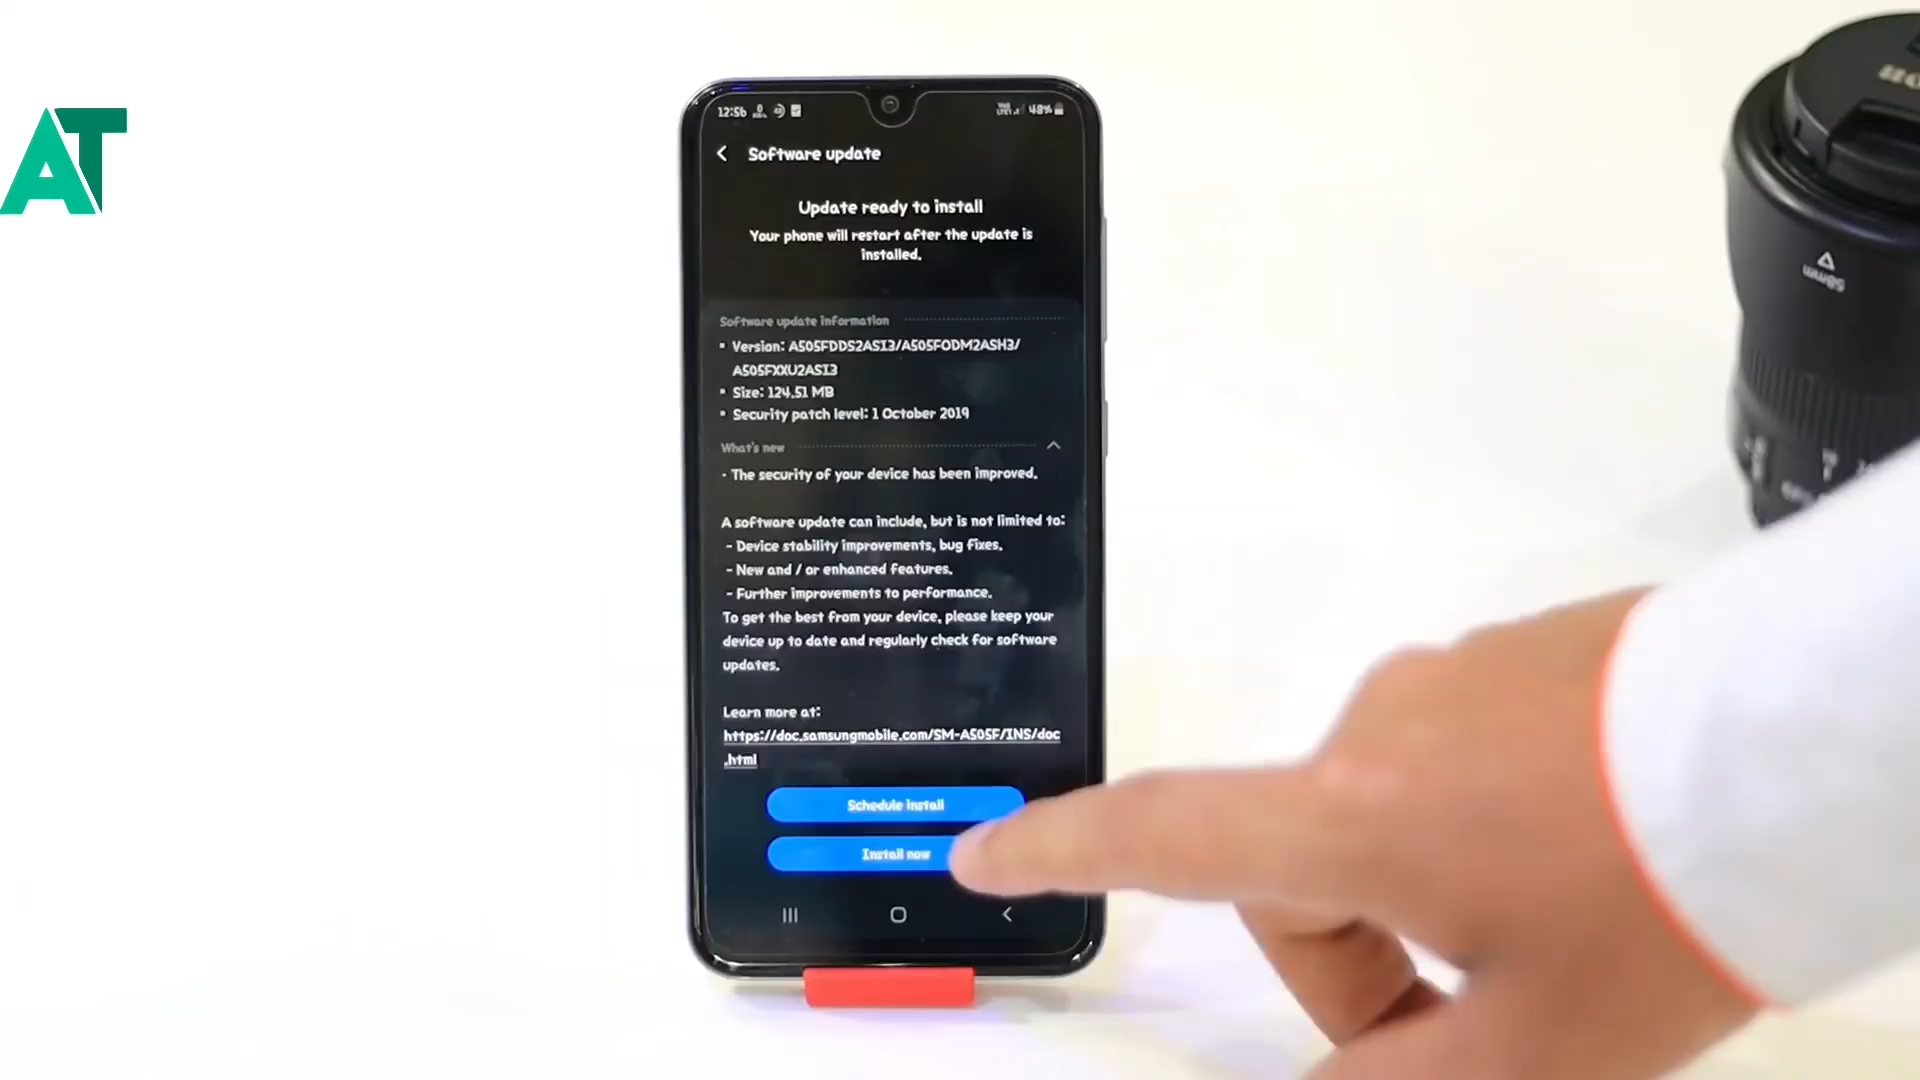 AT
12:56
48%
Software update
Update ready to install
Your phone will restart after the update is
installed.
Software update information
Version: A505FDDS2ASI3/A505FODM2ASH3/
A505FXXU2ASI3
Size: 124.51 MB
Security patch level: 1 October 2019
What's new
- The security of your device has been improved.
A software update can include, but is not limited to:
- Device stability improvements, bug fixes.
- New and / or enhanced features.
- Further improvements to performance.
To get the best from your device, please keep your
device up to date and regularly check for software
updates.
Learn more at:
https://doc.samsungmobile.com/SM-A505F/INS/doc
.html
Schedule install
Install now
58mm